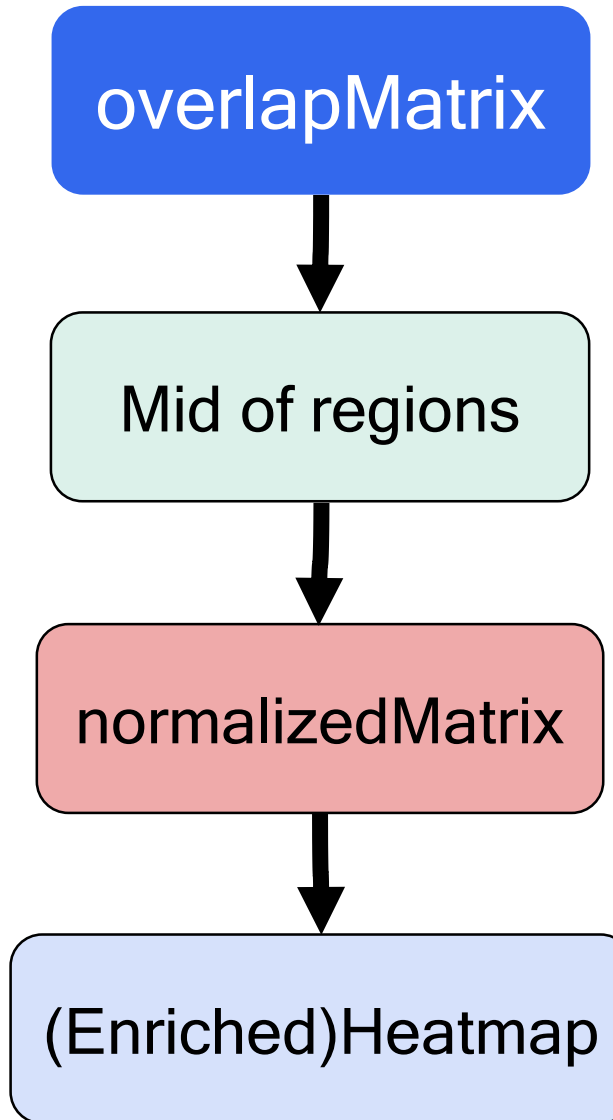 overlapMatrix
Mid of regions
normalizedMatrix
(Enriched)Heatmap